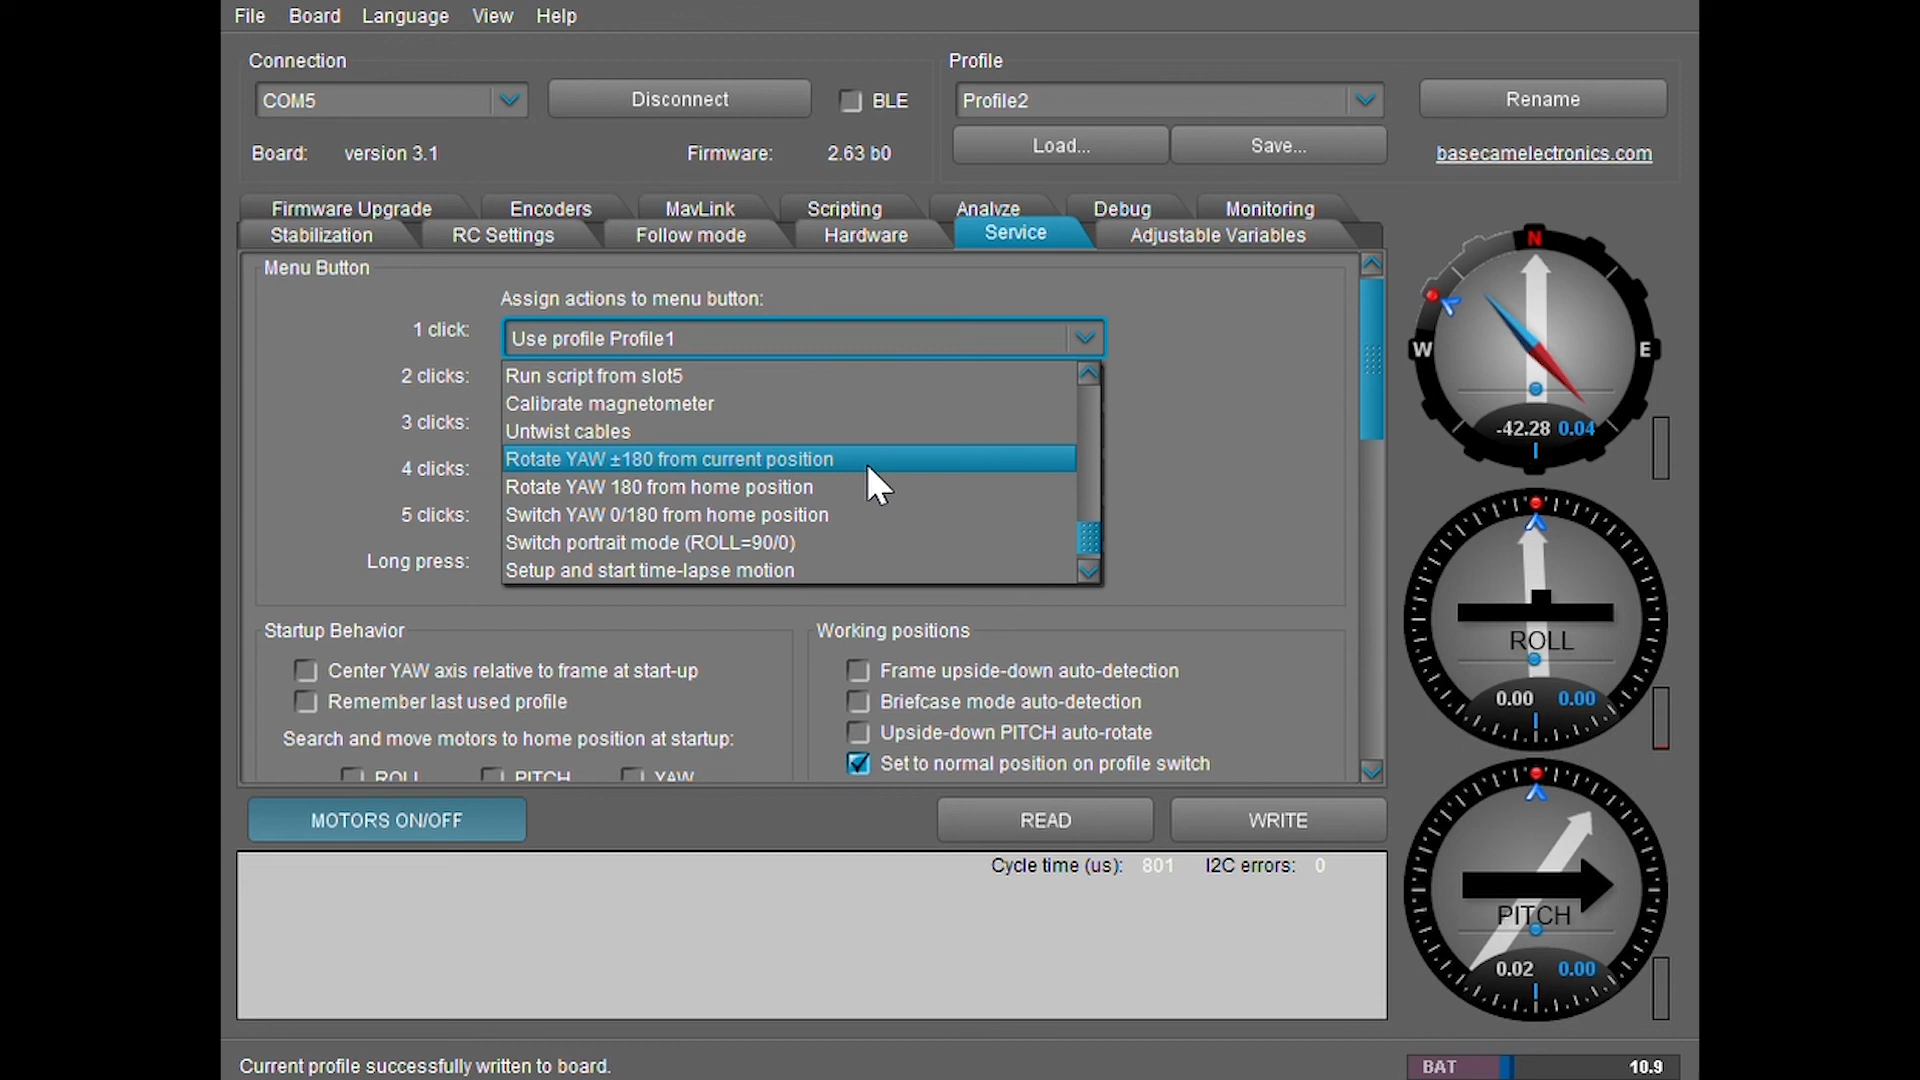 File Board Language View Help
Connection
COM5
Disconnect
BLE
Board: version 3.1 Firmware: 2.63 b0
Profile
Profile2
Rename
Load...
Save...
basecamelectronics.com
Firmware Upgrade Encoders MavLink Scripting Analyze Debug Monitoring
Stabilization RC Settings Follow mode Hardware Service Adjustable Variables
Menu Button
Assign actions to menu button:
1 click: Use profile Profile1
2 clicks:
3 clicks:
4 clicks:
5 clicks:
Long press:
Run script from slot5
Calibrate magnetometer
Untwist cables
Rotate YAW ±180 from current position
Rotate YAW 180 from home position
Switch YAW 0/180 from home position
Switch portrait mode (ROLL=90/0)
Setup and start time-lapse motion
Startup Behavior
Center YAW axis relative to frame at start-up
Remember last used profile
Search and move motors to home position at startup:
ROLL PITCH YAW
Working positions
Frame upside-down auto-detection
Briefcase mode auto-detection
Upside-down PITCH auto-rotate
Set to normal position on profile switch
MOTORS ON/OFF
READ
WRITE
Cycle time (us): 801 I2C errors: 0
N
W E
-42.28 0.04
ROLL
0.00 0.00
PITCH
0.02 0.00
Current profile successfully written to board.
BAT 10.9